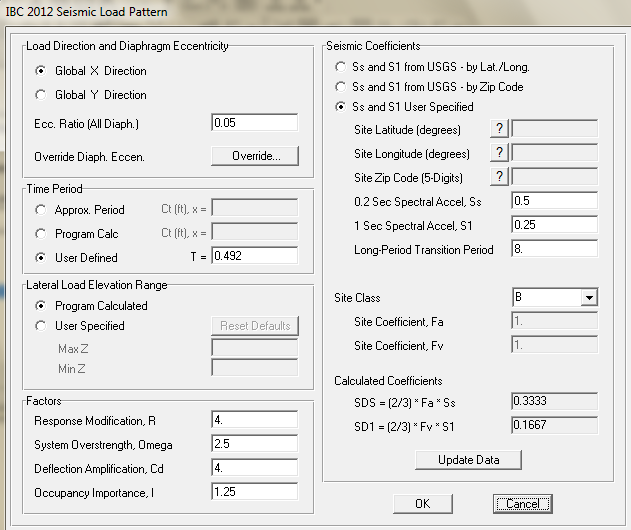 IBC 2012 Seismic Load Pattern
Load Direction and Diaphragm Eccentricity
Global X Direction
Global Y Direction
Ecc. Ratio (All Diaph.) 0.05
Override Diaph. Eccen. Override...
Time Period
Approx. Period Ct (ft), x =
Program Calc Ct (ft), x =
User Defined T = 0.492
Lateral Load Elevation Range
Program Calculated
User Specified Reset Defaults
Max Z
Min Z
Factors
Response Modification, R 4.
System Overstrength, Omega 2.5
Deflection Amplification, Cd 4.
Occupancy Importance, I 1.25
Seismic Coefficients
Ss and S1 from USGS - by Lat./Long.
Ss and S1 from USGS - by Zip Code
Ss and S1 User Specified
Site Latitude (degrees) ?
Site Longitude (degrees) ?
Site Zip Code (5-Digits) ?
0.2 Sec Spectral Accel, Ss 0.5
1 Sec Spectral Accel, S1 0.25
Long-Period Transition Period 8.
Site Class B
Site Coefficient, Fa 1.
Site Coefficient, Fv 1.
Calculated Coefficients
SDS = (2/3) * Fa * Ss 0.3333
SD1 = (2/3) * Fv * S1 0.1667
Update Data
OK Cancel